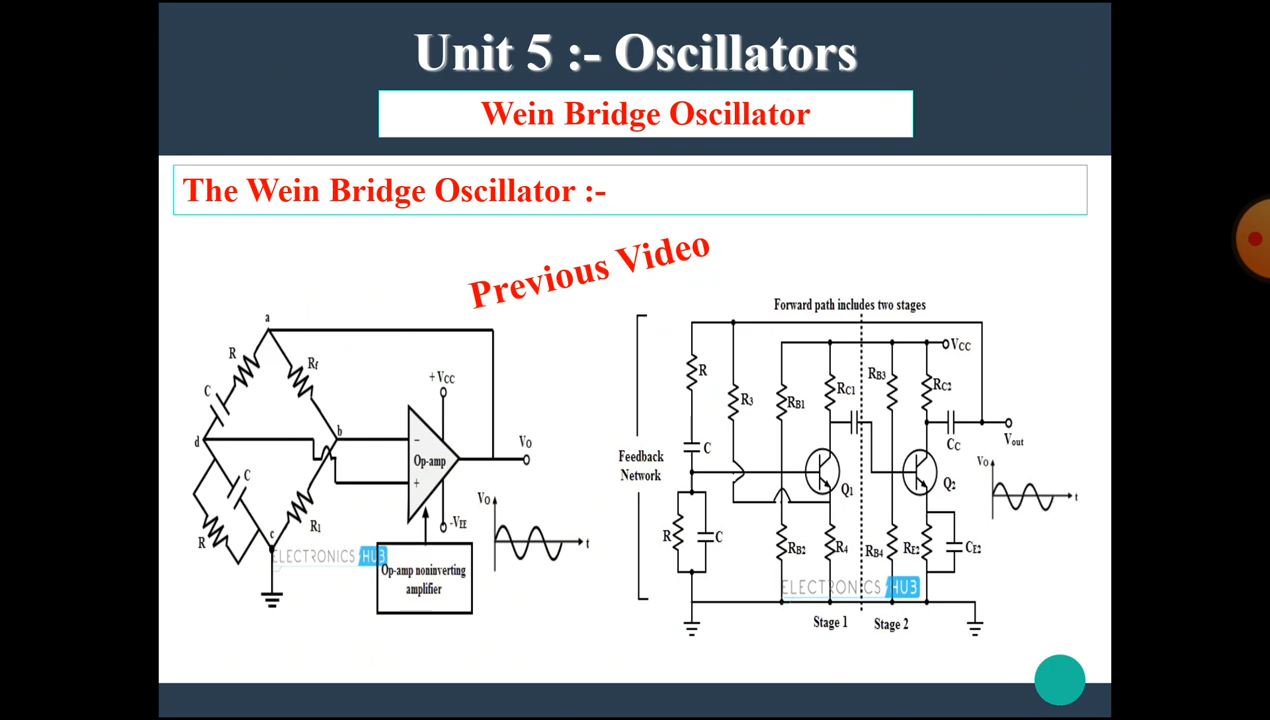 Unit 5 :- Oscillators
Wein Bridge Oscillator
The Wein Bridge Oscillator :-
Previous Video
Forward path includes two stages
a
R
Rf
C
+VCC
b
d
−
Op-amp
+
VO
C
R
R1
c
-VEE
VO
t
ELECTRONICS HUB
Op-amp noninverting
amplifier
Feedback
Network
R
C
R
C
R3
RB1
RC1
RB3
RC2
VCC
CC
Vout
Q1
Q2
VO
t
RB2
R4
RB4
RE2
CE2
ELECTRONICS HUB
Stage 1
Stage 2